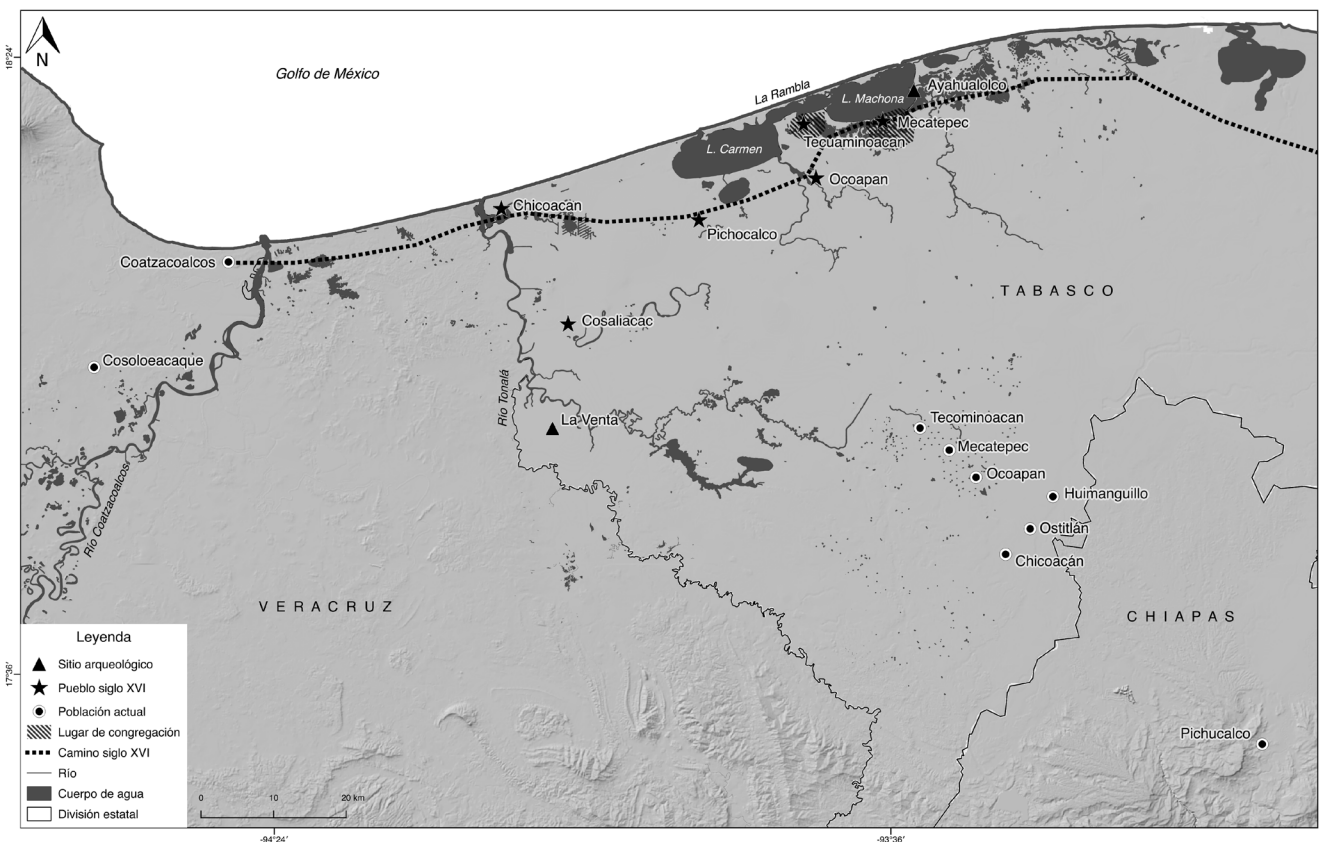 N
18°24'
Golfo de México
La Rambla
L. Machona
Ayahualolco
Mecatepec
Tecuaminoacan
L. Carmen
Ocoapan
Chicoacán
Pichocalco
Coatzacoalcos
TABASCO
Cosaliacac
Cosoloeacaque
Río Tonalá
La Venta
Tecominoacan
Mecatepec
Ocoapan
Huimanguillo
Ostitlán
Chicoacán
Río Coatzacoalcos
VERACRUZ
CHIAPAS
Pichucalco
17°36'
Leyenda
Sitio arqueológico
Pueblo siglo XVI
Población actual
Lugar de congregación
Camino siglo XVI
Río
Cuerpo de agua
División estatal
0 10 20 km
-94°24' -93°36'